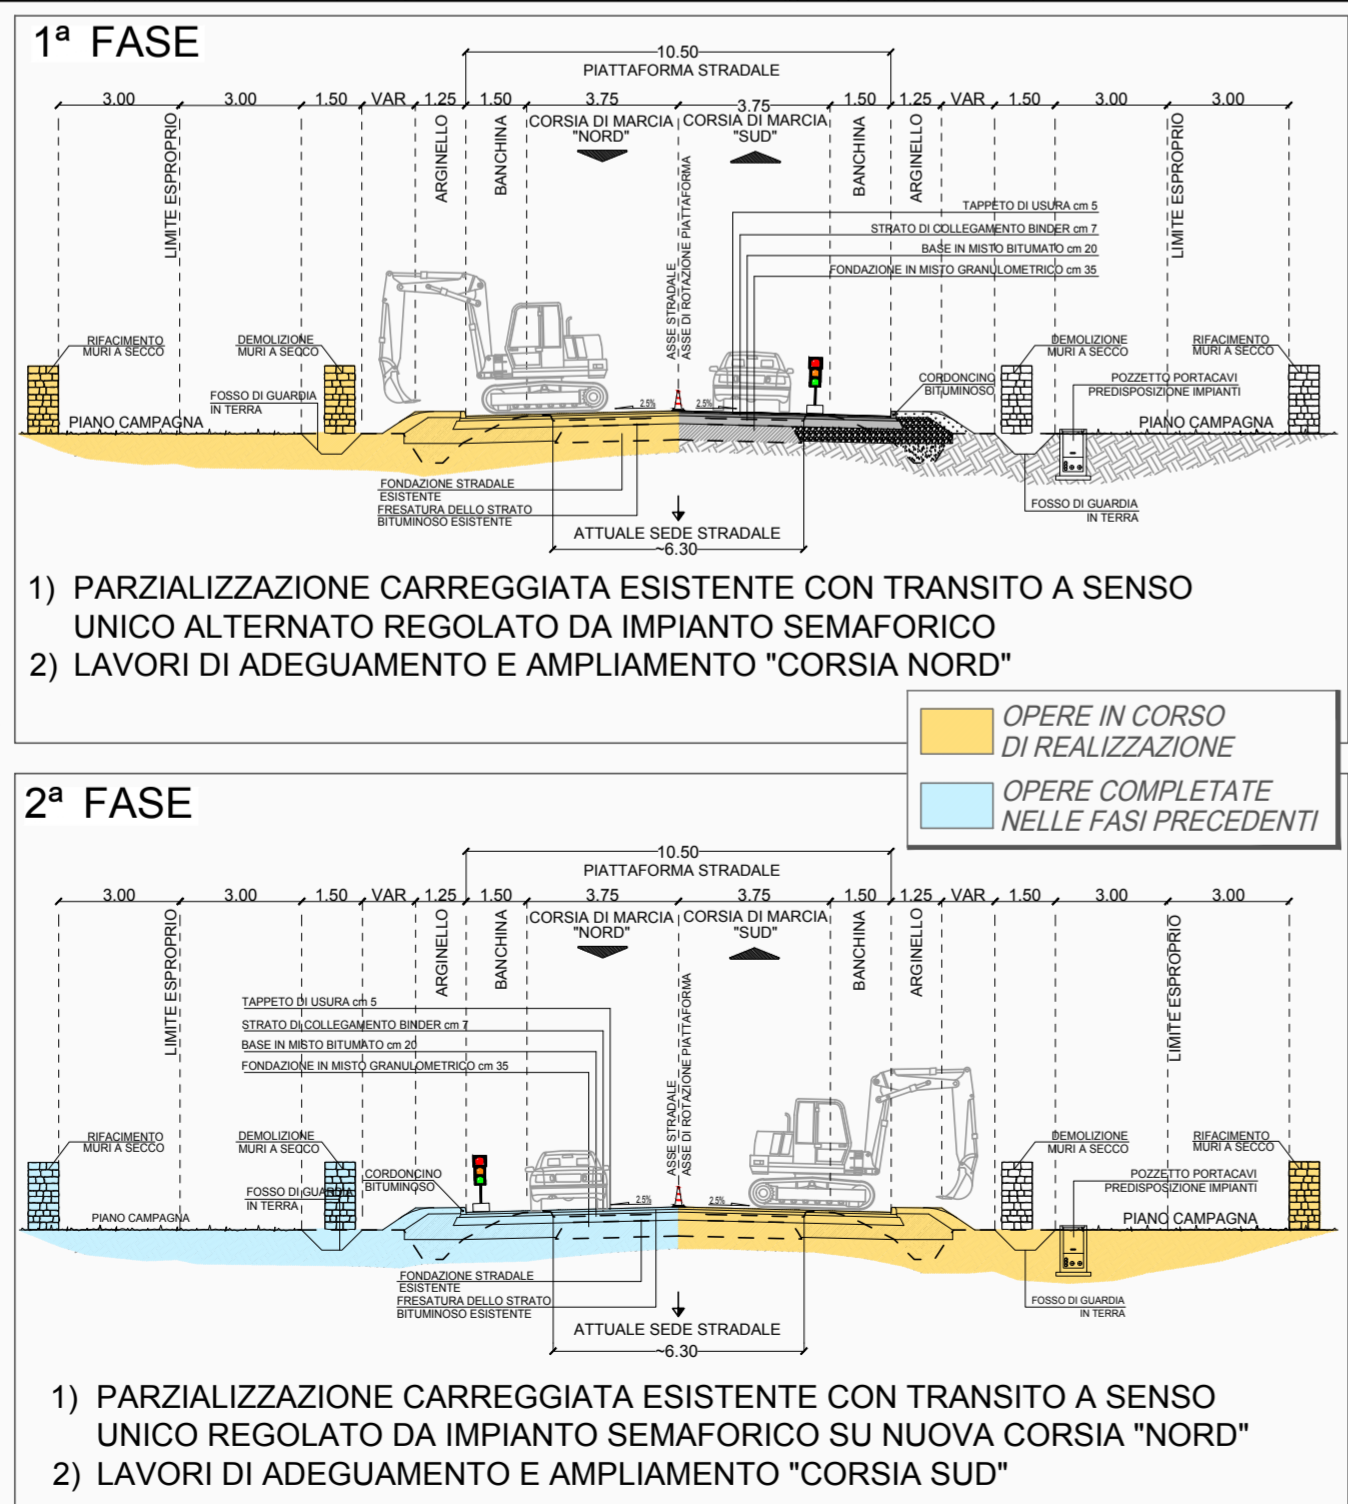 1ª FASE
10.50
PIATTAFORMA STRADALE
3.00 3.00 1.50 VAR 1.25 1.50 3.75 3.75 1.50 1.25 VAR 1.50 3.00 3.00
LIMITE ESPROPRIO
ARGINELLO
BANCHINA
CORSIA DI MARCIA
"NORD"
CORSIA DI MARCIA
"SUD"
BANCHINA
ARGINELLO
LIMITE ESPROPRIO
ASSE STRADALE
ASSE DI ROTAZIONE PIATTAFORMA
TAPPETO DI USURA cm 5
STRATO DI COLLEGAMENTO BINDER cm 7
BASE IN MISTO BITUMATO cm 20
FONDAZIONE IN MISTO GRANULOMETRICO cm 35
RIFACIMENTO
MURI A SECCO
DEMOLIZIONE
MURI A SECCO
FOSSO DI GUARDIA
IN TERRA
PIANO CAMPAGNA
2.5%
2.5%
CORDONCINO
BITUMINOSO
DEMOLIZIONE
MURI A SECCO
RIFACIMENTO
MURI A SECCO
POZZETTO PORTACAVI
PREDISPOSIZIONE IMPIANTI
PIANO CAMPAGNA
FONDAZIONE STRADALE
ESISTENTE
FRESATURA DELLO STRATO
BITUMINOSO ESISTENTE
FOSSO DI GUARDIA
IN TERRA
ATTUALE SEDE STRADALE
~6.30
1) PARZIALIZZAZIONE CARREGGIATA ESISTENTE CON TRANSITO A SENSO
UNICO ALTERNATO REGOLATO DA IMPIANTO SEMAFORICO
2) LAVORI DI ADEGUAMENTO E AMPLIAMENTO "CORSIA NORD"
OPERE IN CORSO
DI REALIZZAZIONE
OPERE COMPLETATE
NELLE FASI PRECEDENTI
2ª FASE
10.50
PIATTAFORMA STRADALE
3.00 3.00 1.50 VAR 1.25 1.50 3.75 3.75 1.50 1.25 VAR 1.50 3.00 3.00
LIMITE ESPROPRIO
ARGINELLO
BANCHINA
CORSIA DI MARCIA
"NORD"
CORSIA DI MARCIA
"SUD"
BANCHINA
ARGINELLO
LIMITE ESPROPRIO
ASSE STRADALE
ASSE DI ROTAZIONE PIATTAFORMA
TAPPETO DI USURA cm 5
STRATO DI COLLEGAMENTO BINDER cm 7
BASE IN MISTO BITUMATO cm 20
FONDAZIONE IN MISTO GRANULOMETRICO cm 35
RIFACIMENTO
MURI A SECCO
DEMOLIZIONE
MURI A SECCO
CORDONCINO
BITUMINOSO
FOSSO DI GUARDIA
IN TERRA
PIANO CAMPAGNA
2.5%
2.5%
DEMOLIZIONE
MURI A SECCO
RIFACIMENTO
MURI A SECCO
POZZETTO PORTACAVI
PREDISPOSIZIONE IMPIANTI
PIANO CAMPAGNA
FONDAZIONE STRADALE
ESISTENTE
FRESATURA DELLO STRATO
BITUMINOSO ESISTENTE
FOSSO DI GUARDIA
IN TERRA
ATTUALE SEDE STRADALE
~6.30
1) PARZIALIZZAZIONE CARREGGIATA ESISTENTE CON TRANSITO A SENSO
UNICO REGOLATO DA IMPIANTO SEMAFORICO SU NUOVA CORSIA "NORD"
2) LAVORI DI ADEGUAMENTO E AMPLIAMENTO "CORSIA SUD"